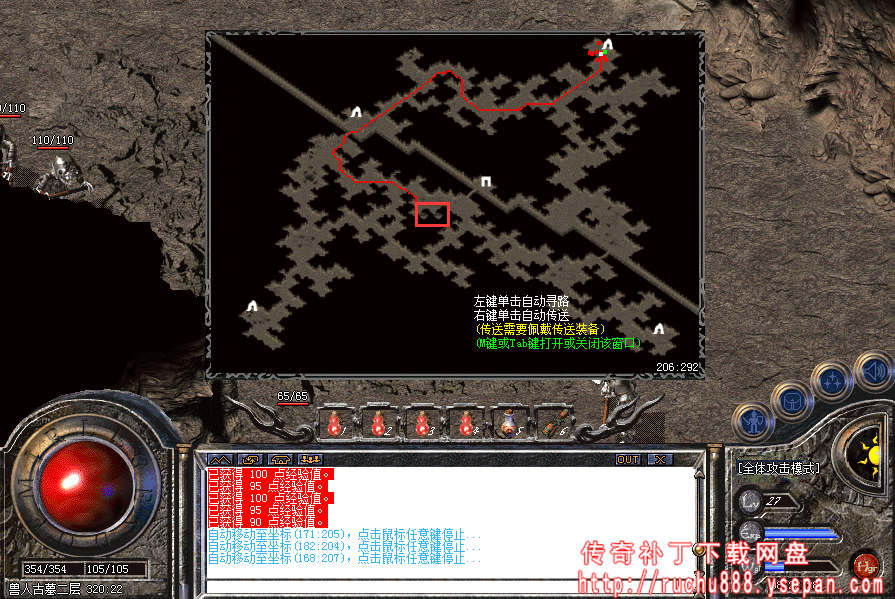 /110
110/110
左键单击自动寻路
右键单击自动传送
(传送需要佩戴传送装备)
(M键或Tab键打开或关闭该窗口)
206:292
65/65
1 2 3 4 5 6
OUT
已获得 100 点经验值。
已获得 95 点经验值。
已获得 100 点经验值。
已获得 95 点经验值。
已获得 90 点经验值。
自动移动至坐标(171:205), 点击鼠标任意键停止...
自动移动至坐标(182:204), 点击鼠标任意键停止...
自动移动至坐标(168:207), 点击鼠标任意键停止...
[全体攻击模式]
Lv 27
Exp
354/354 105/105
兽人古墓二层 320:22
传奇补丁下载网盘
http://ruchu888.ysepan.com